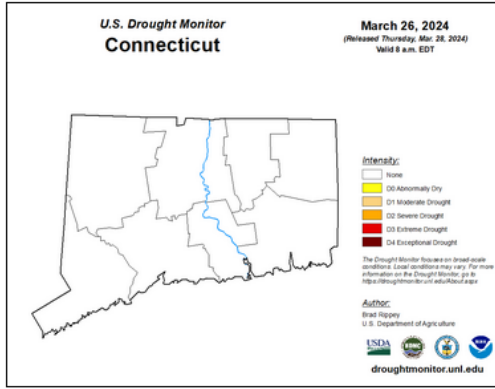 U.S. Drought Monitor
Connecticut
March 26, 2024
(Released Thursday, Mar. 28, 2024)
Valid 8 a.m. EDT
Intensity:
None
D0 Abnormally Dry
D1 Moderate Drought
D2 Severe Drought
D3 Extreme Drought
D4 Exceptional Drought
The Drought Monitor focuses on broad-scale
conditions. Local conditions may vary. For more
information on the Drought Monitor, go to
https://droughtmonitor.unl.edu/About.aspx
Author:
Brad Rippey
U.S. Department of Agriculture
USDA
NDMC
droughtmonitor.unl.edu